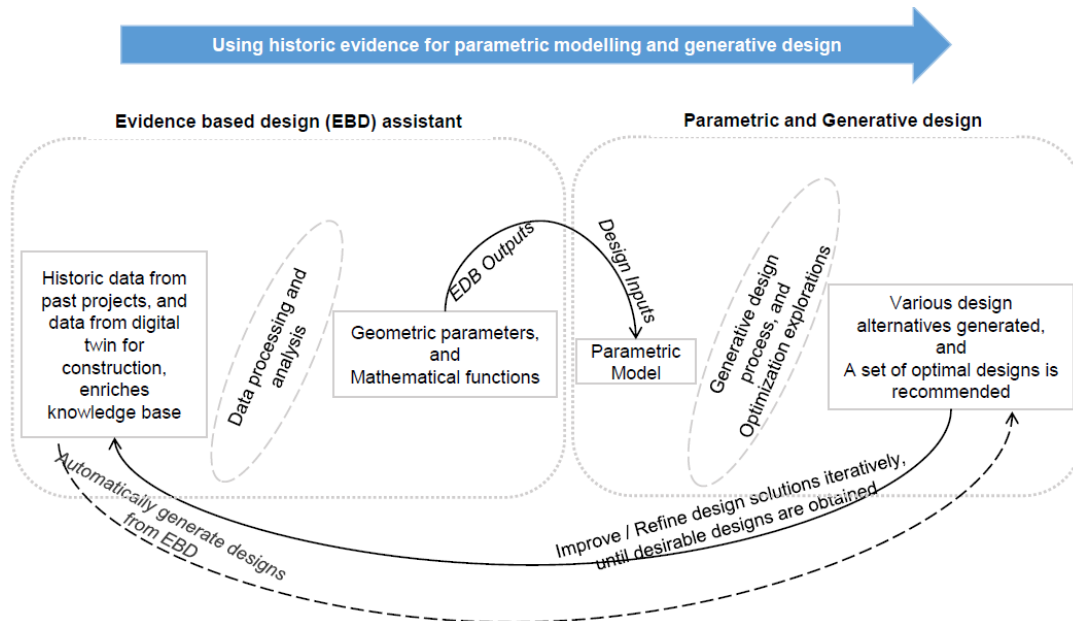 Using historic evidence for parametric modelling and generative design
Evidence based design (EBD) assistant
Parametric and Generative design
Historic data from
past projects, and
data from digital
twin for
construction,
enriches
knowledge base
Data processing and
analysis
Geometric parameters,
and
Mathematical functions
EDB Outputs
Design Inputs
Parametric
Model
Generative design
process, and
Optimization explorations
Various design
alternatives generated,
and
A set of optimal designs is
recommended
Automatically generate designs
from EBD
Improve / Refine design solutions iteratively,
until desirable designs are obtained